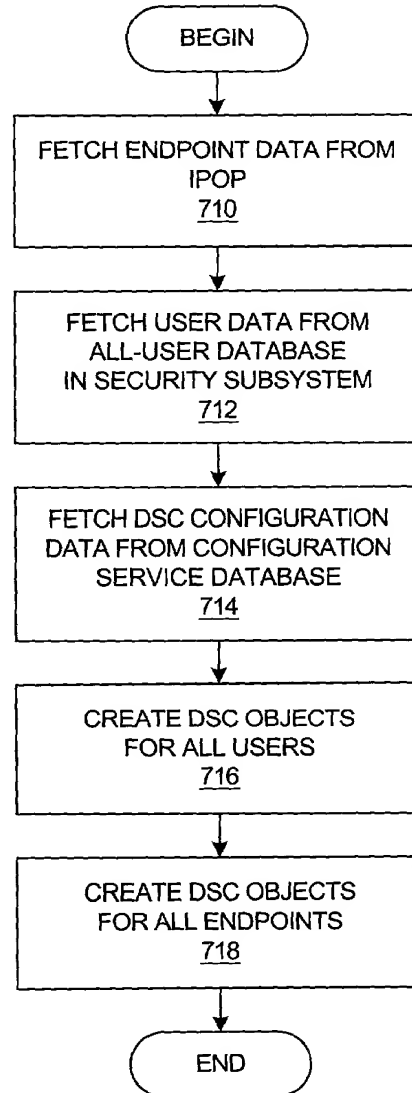 BEGIN
FETCH ENDPOINT DATA FROM
IPOP
710
FETCH USER DATA FROM
ALL-USER DATABASE
IN SECURITY SUBSYSTEM
712
FETCH DSC CONFIGURATION
DATA FROM CONFIGURATION
SERVICE DATABASE
714
CREATE DSC OBJECTS
FOR ALL USERS
716
CREATE DSC OBJECTS
FOR ALL ENDPOINTS
718
END